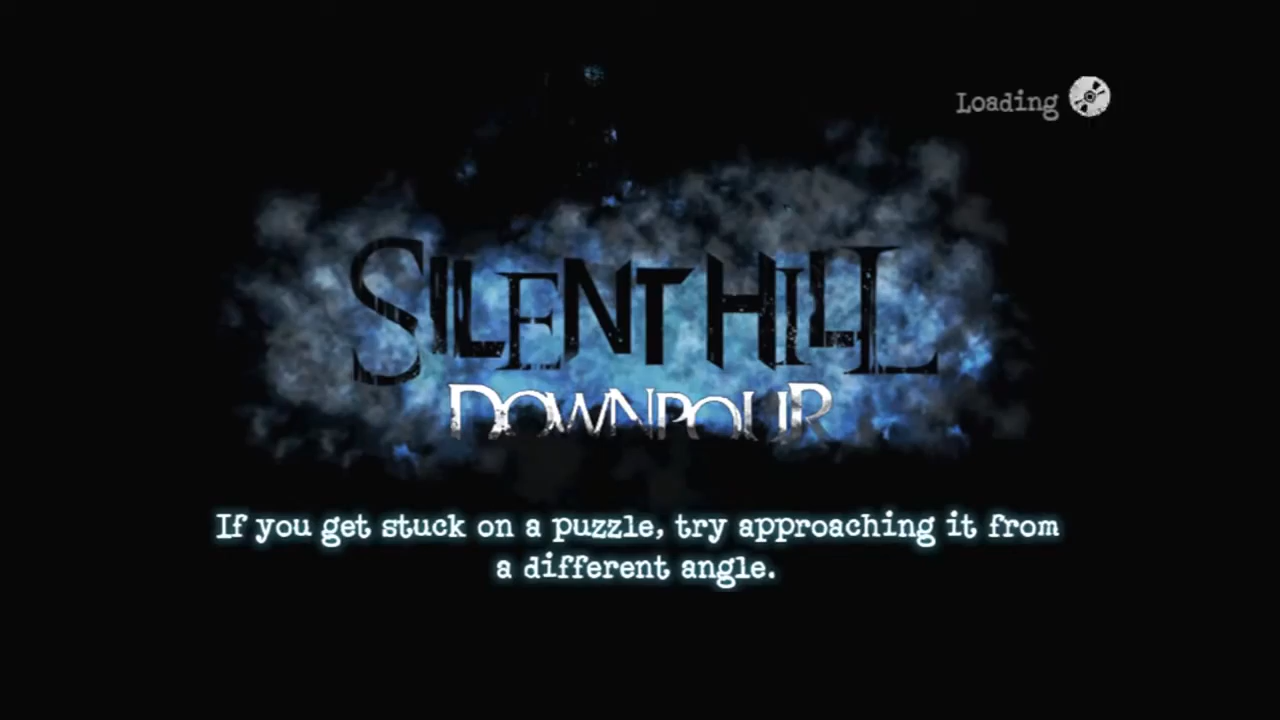 Loading
SILENT HILL
DOWNPOUR
If you get stuck on a puzzle, try approaching it from
a different angle.